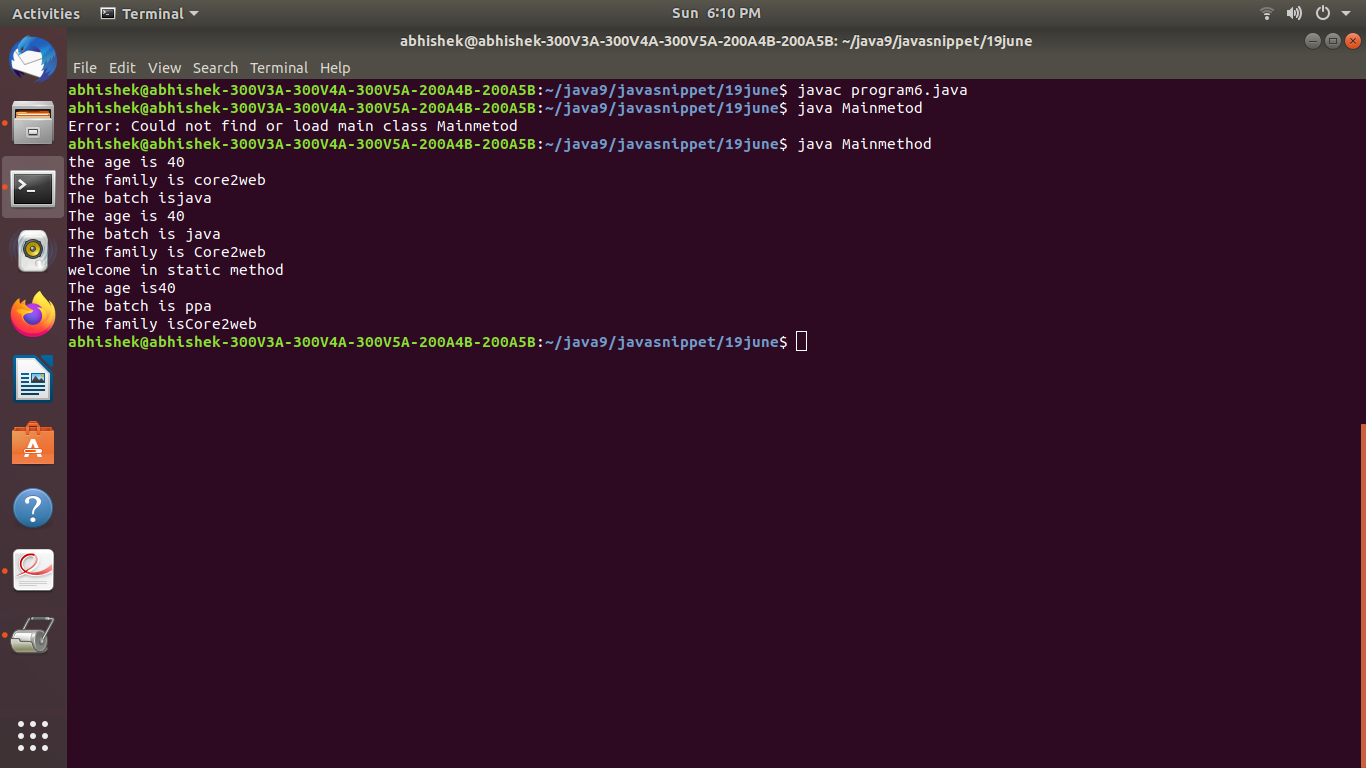 Activities Terminal Sun 6:10 PM
abhishek@abhishek-300V3A-300V4A-300V5A-200A4B-200A5B: ~/java9/javasnippet/19june
File Edit View Search Terminal Help
abhishek@abhishek-300V3A-300V4A-300V5A-200A4B-200A5B:~/java9/javasnippet/19june$ javac program6.java
abhishek@abhishek-300V3A-300V4A-300V5A-200A4B-200A5B:~/java9/javasnippet/19june$ java Mainmetod
Error: Could not find or load main class Mainmetod
abhishek@abhishek-300V3A-300V4A-300V5A-200A4B-200A5B:~/java9/javasnippet/19june$ java Mainmethod
the age is 40
the family is core2web
The batch isjava
The age is 40
The batch is java
The family is Core2web
welcome in static method
The age is40
The batch is ppa
The family isCore2web
abhishek@abhishek-300V3A-300V4A-300V5A-200A4B-200A5B:~/java9/javasnippet/19june$